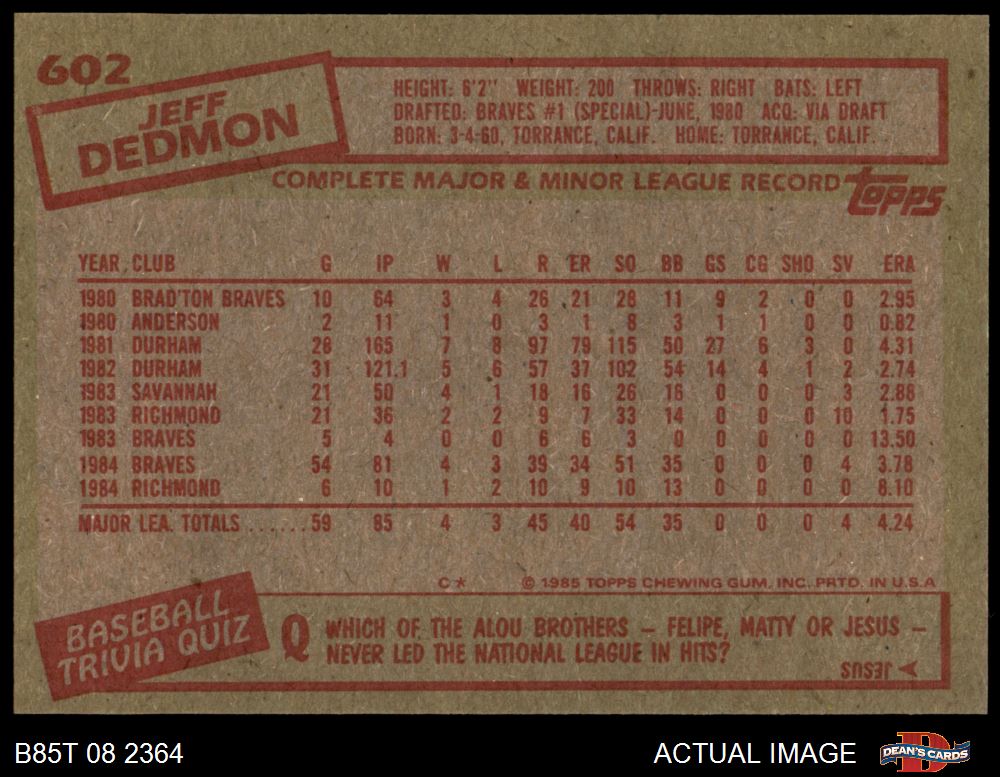 602
JEFF
DEDMON
HEIGHT: 6'2" WEIGHT: 200 THROWS: RIGHT BATS: LEFT
DRAFTED: BRAVES #1 (SPECIAL)-JUNE, 1980 ACQ: VIA DRAFT
BORN: 3-4-60, TORRANCE, CALIF. HOME: TORRANCE, CALIF.
COMPLETE MAJOR & MINOR LEAGUE RECORD topps
YEAR CLUB G IP W L R ER SO BB GS CG SHO SV ERA
1980 BRAD'TON BRAVES 10 64 3 4 26 21 28 11 9 2 0 0 2.95
1980 ANDERSON 2 11 1 0 3 1 8 3 1 1 0 0 0.82
1981 DURHAM 28 165 7 8 97 79 115 50 27 6 3 0 4.31
1982 DURHAM 31 121.1 5 6 57 37 102 54 14 4 1 2 2.74
1983 SAVANNAH 21 50 4 1 18 16 26 16 0 0 0 3 2.88
1983 RICHMOND 21 36 2 2 9 7 33 14 0 0 0 10 1.75
1983 BRAVES 5 4 0 0 6 6 3 0 0 0 0 0 13.50
1984 BRAVES 54 81 4 3 39 34 51 35 0 0 0 4 3.78
1984 RICHMOND 6 10 1 2 10 9 10 13 0 0 0 0 8.10
MAJOR LEA. TOTALS ......59 85 4 3 45 40 54 35 0 0 0 4 4.24
C* © 1985 TOPPS CHEWING GUM, INC. PRTD. IN U.S.A
BASEBALL
TRIVIA QUIZ
Q WHICH OF THE ALOU BROTHERS – FELIPE, MATTY OR JESUS –
NEVER LED THE NATIONAL LEAGUE IN HITS?
A JESUS
B85T 08 2364
ACTUAL IMAGE
D
DEAN'S CARDS